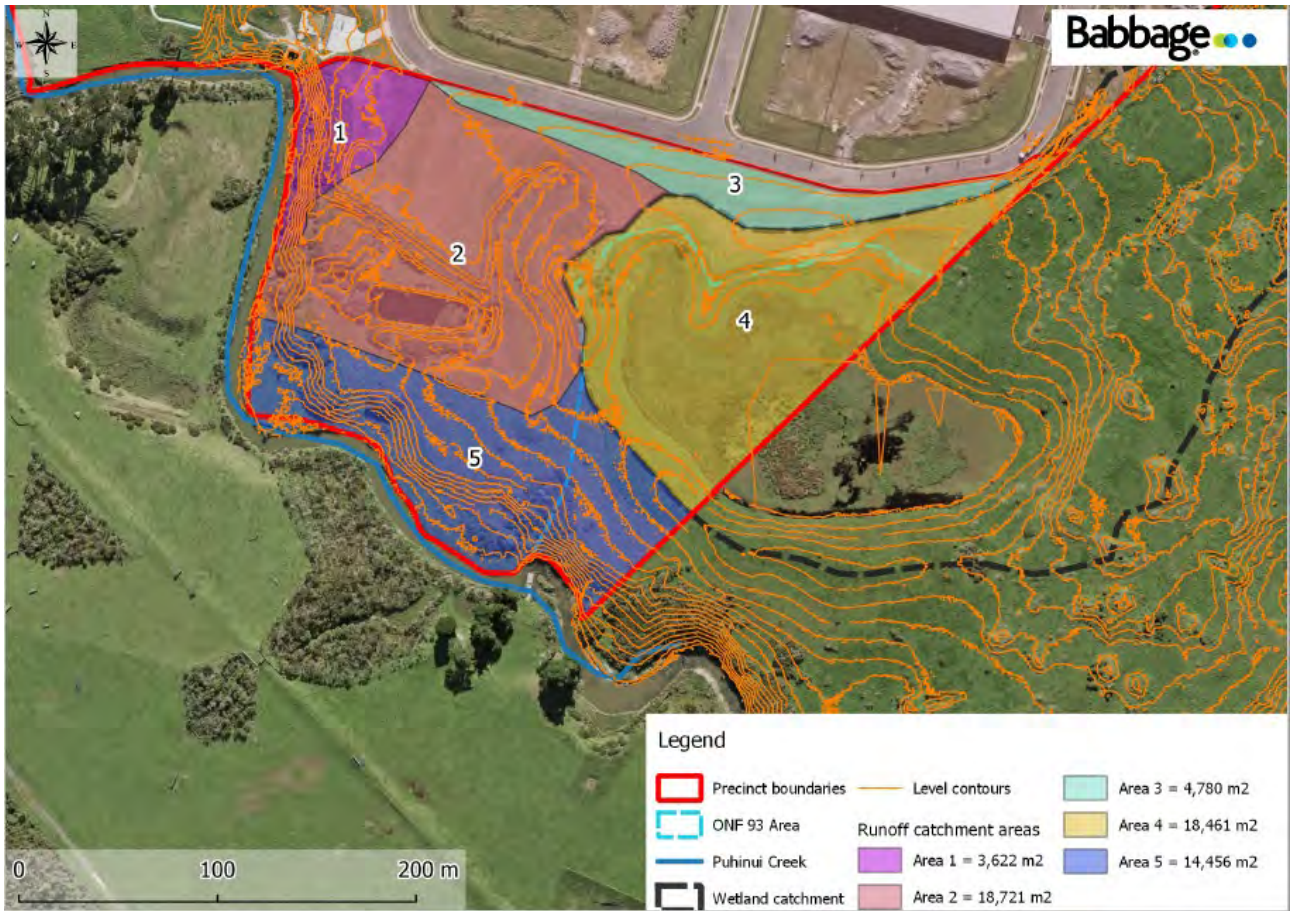 N
W E
S
Babbage
1
2
3
4
5
0 100 200 m
Legend
Precinct boundaries
ONF 93 Area
Puhinui Creek
Wetland catchment
Level contours
Runoff catchment areas
Area 1 = 3,622 m2
Area 2 = 18,721 m2
Area 3 = 4,780 m2
Area 4 = 18,461 m2
Area 5 = 14,456 m2